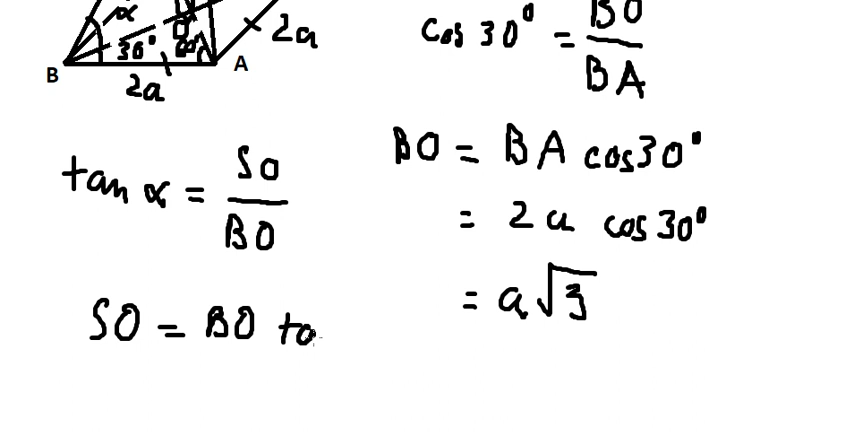 α
30°
O
60°
2a
B
A
2a
cos 30° = BO / BA
BO = BA cos30°
= 2a cos30°
= a√3
tan α = SO / BO
SO = BO ta